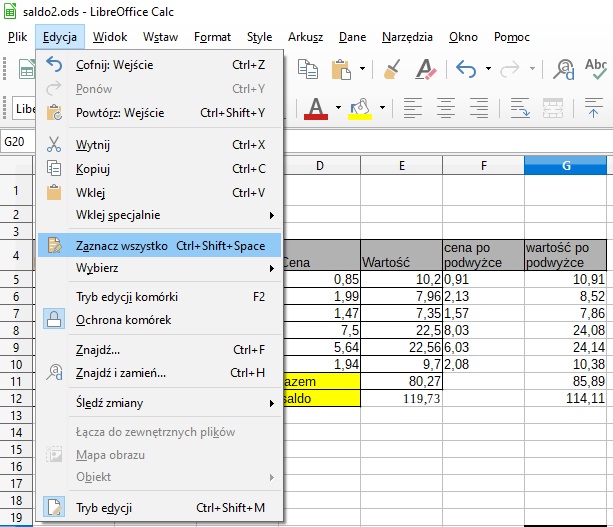 saldo2.ods - LibreOffice Calc
Plik Edycja Widok Wstaw Format Style Arkusz Dane Narzędzia Okno Pomoc
Cofnij: Wejście Ctrl+Z
Ponów Ctrl+Y
Powtórz: Wejście Ctrl+Shift+Y
Wytnij Ctrl+X
Kopiuj Ctrl+C
Wklej Ctrl+V
Wklej specjalnie
Zaznacz wszystko Ctrl+Shift+Space
Wybierz
Tryb edycji komórki F2
Ochrona komórek
Znajdź... Ctrl+F
Znajdź i zamień... Ctrl+H
Śledź zmiany
Łącza do zewnętrznych plików
Mapa obrazu
Obiekt
Tryb edycji Ctrl+Shift+M
Abc
Libe
A
G20
D E F G
1
2
3
4 Cena Wartość cena po podwyżce wartość po podwyżce
5 0,85 10,2 0,91 10,91
6 1,99 7,96 2,13 8,52
7 1,47 7,35 1,57 7,86
8 7,5 22,5 8,03 24,08
9 5,64 22,56 6,03 24,14
10 1,94 9,7 2,08 10,38
11 azem 80,27 85,89
12 saldo 119,73 114,11
13
14
15
16
17
18
19